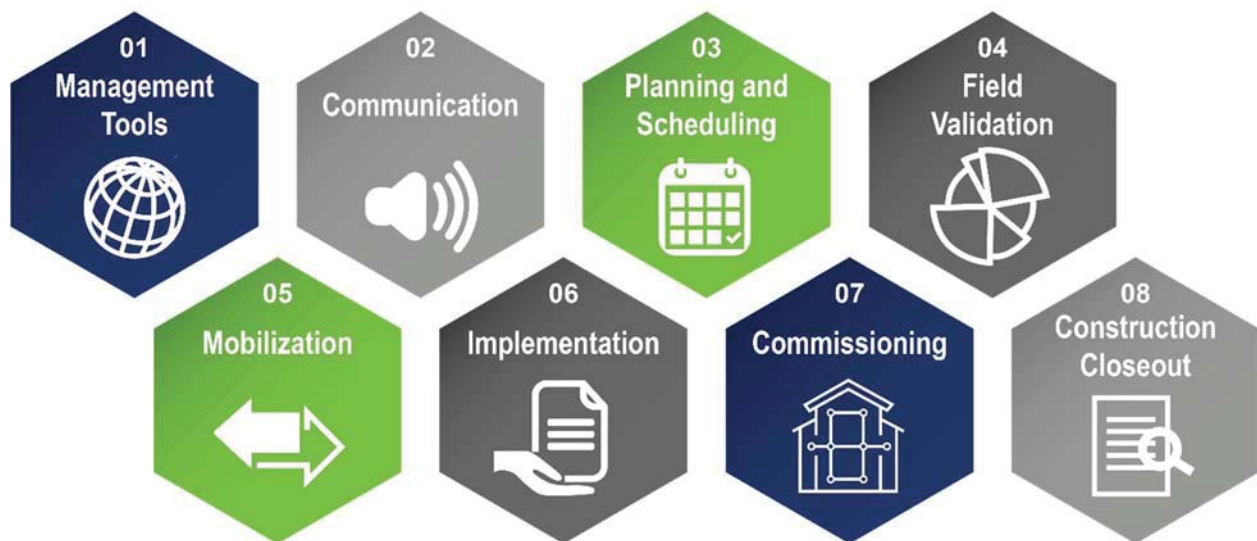 01
Management
Tools
02
Communication
03
Planning and
Scheduling
04
Field
Validation
05
Mobilization
06
Implementation
07
Commissioning
08
Construction
Closeout